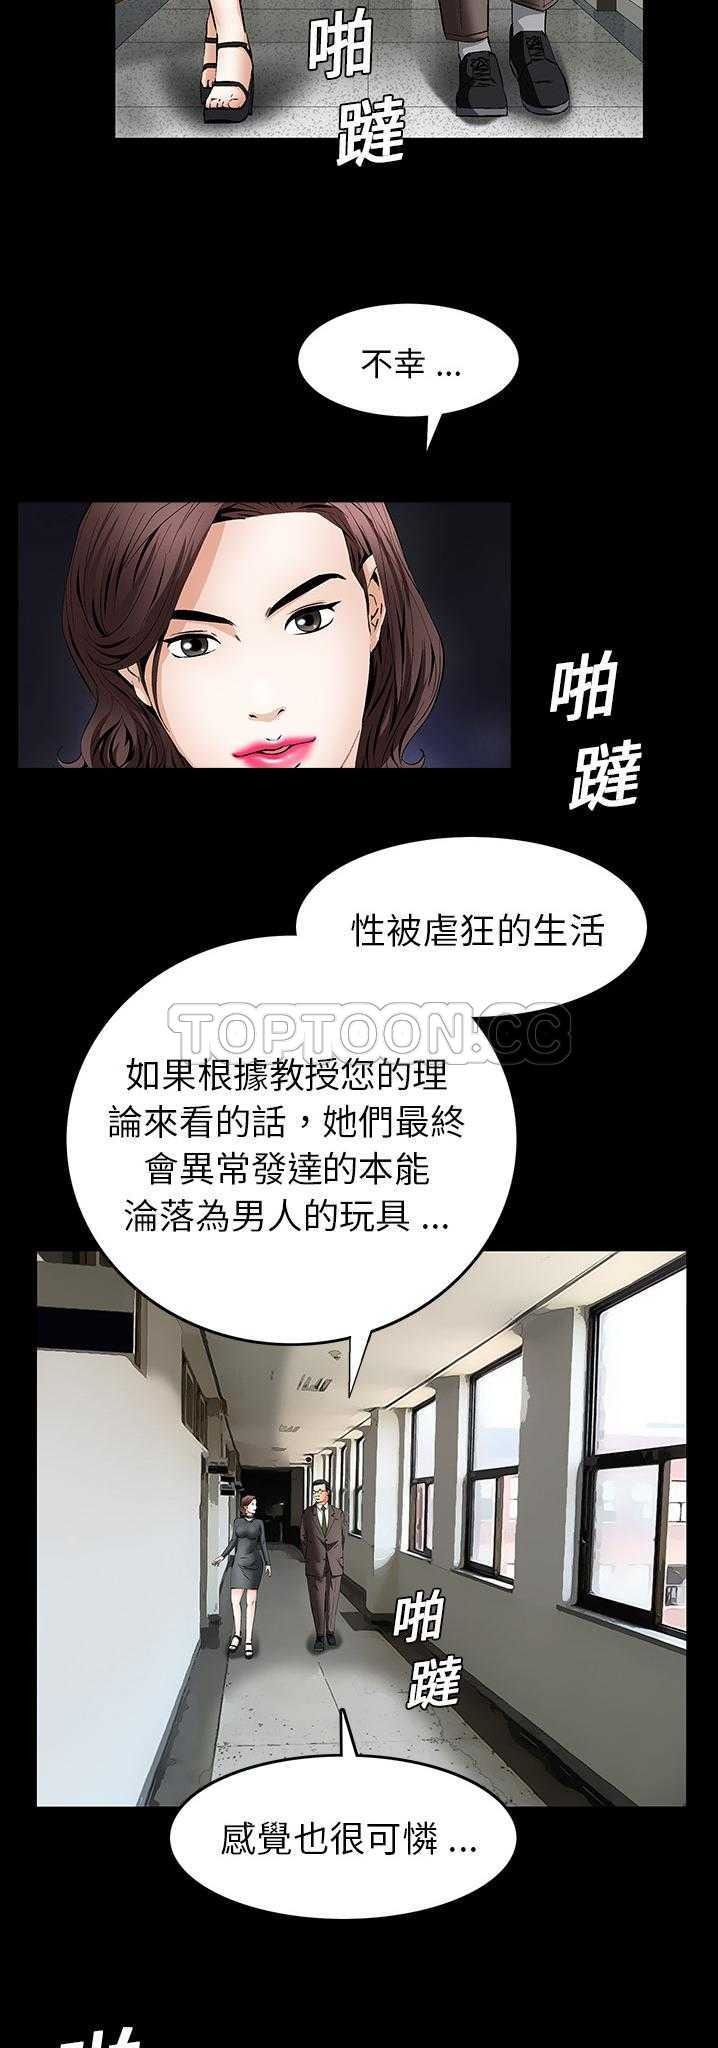 啪
躂
不幸...
啪
躂
性被虐狂的生活
TOPTOON.CC
如果根據教授您的理
論來看的話，她們最終
會異常發達的本能
淪落為男人的玩具...
啪
躂
感覺也很可憐...